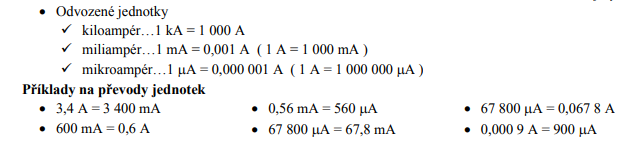 • Odvozené jednotky
✓ kiloampér…1 kA = 1 000 A
✓ miliampér…1 mA = 0,001 A ( 1 A = 1 000 mA )
✓ mikroampér…1 µA = 0,000 001 A ( 1 A = 1 000 000 µA )
Příklady na převody jednotek
• 3,4 A = 3 400 mA • 0,56 mA = 560 µA • 67 800 µA = 0,067 8 A
• 600 mA = 0,6 A • 67 800 µA = 67,8 mA • 0,000 9 A = 900 µA